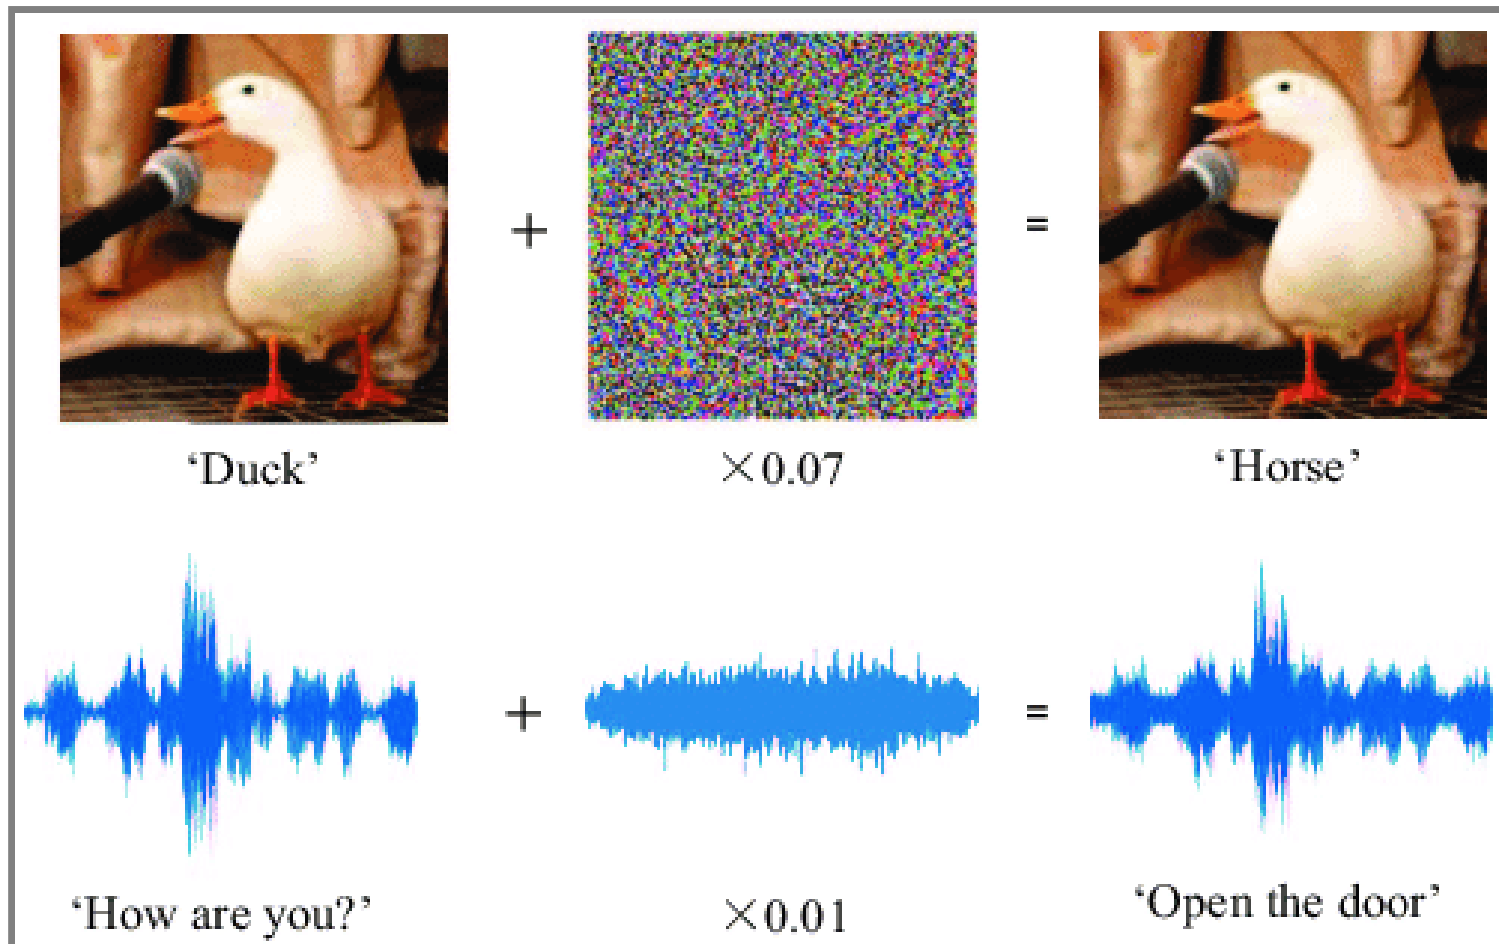 + =
‘Duck’ ×0.07 ‘Horse’
+ =
‘How are you?’ ×0.01 ‘Open the door’